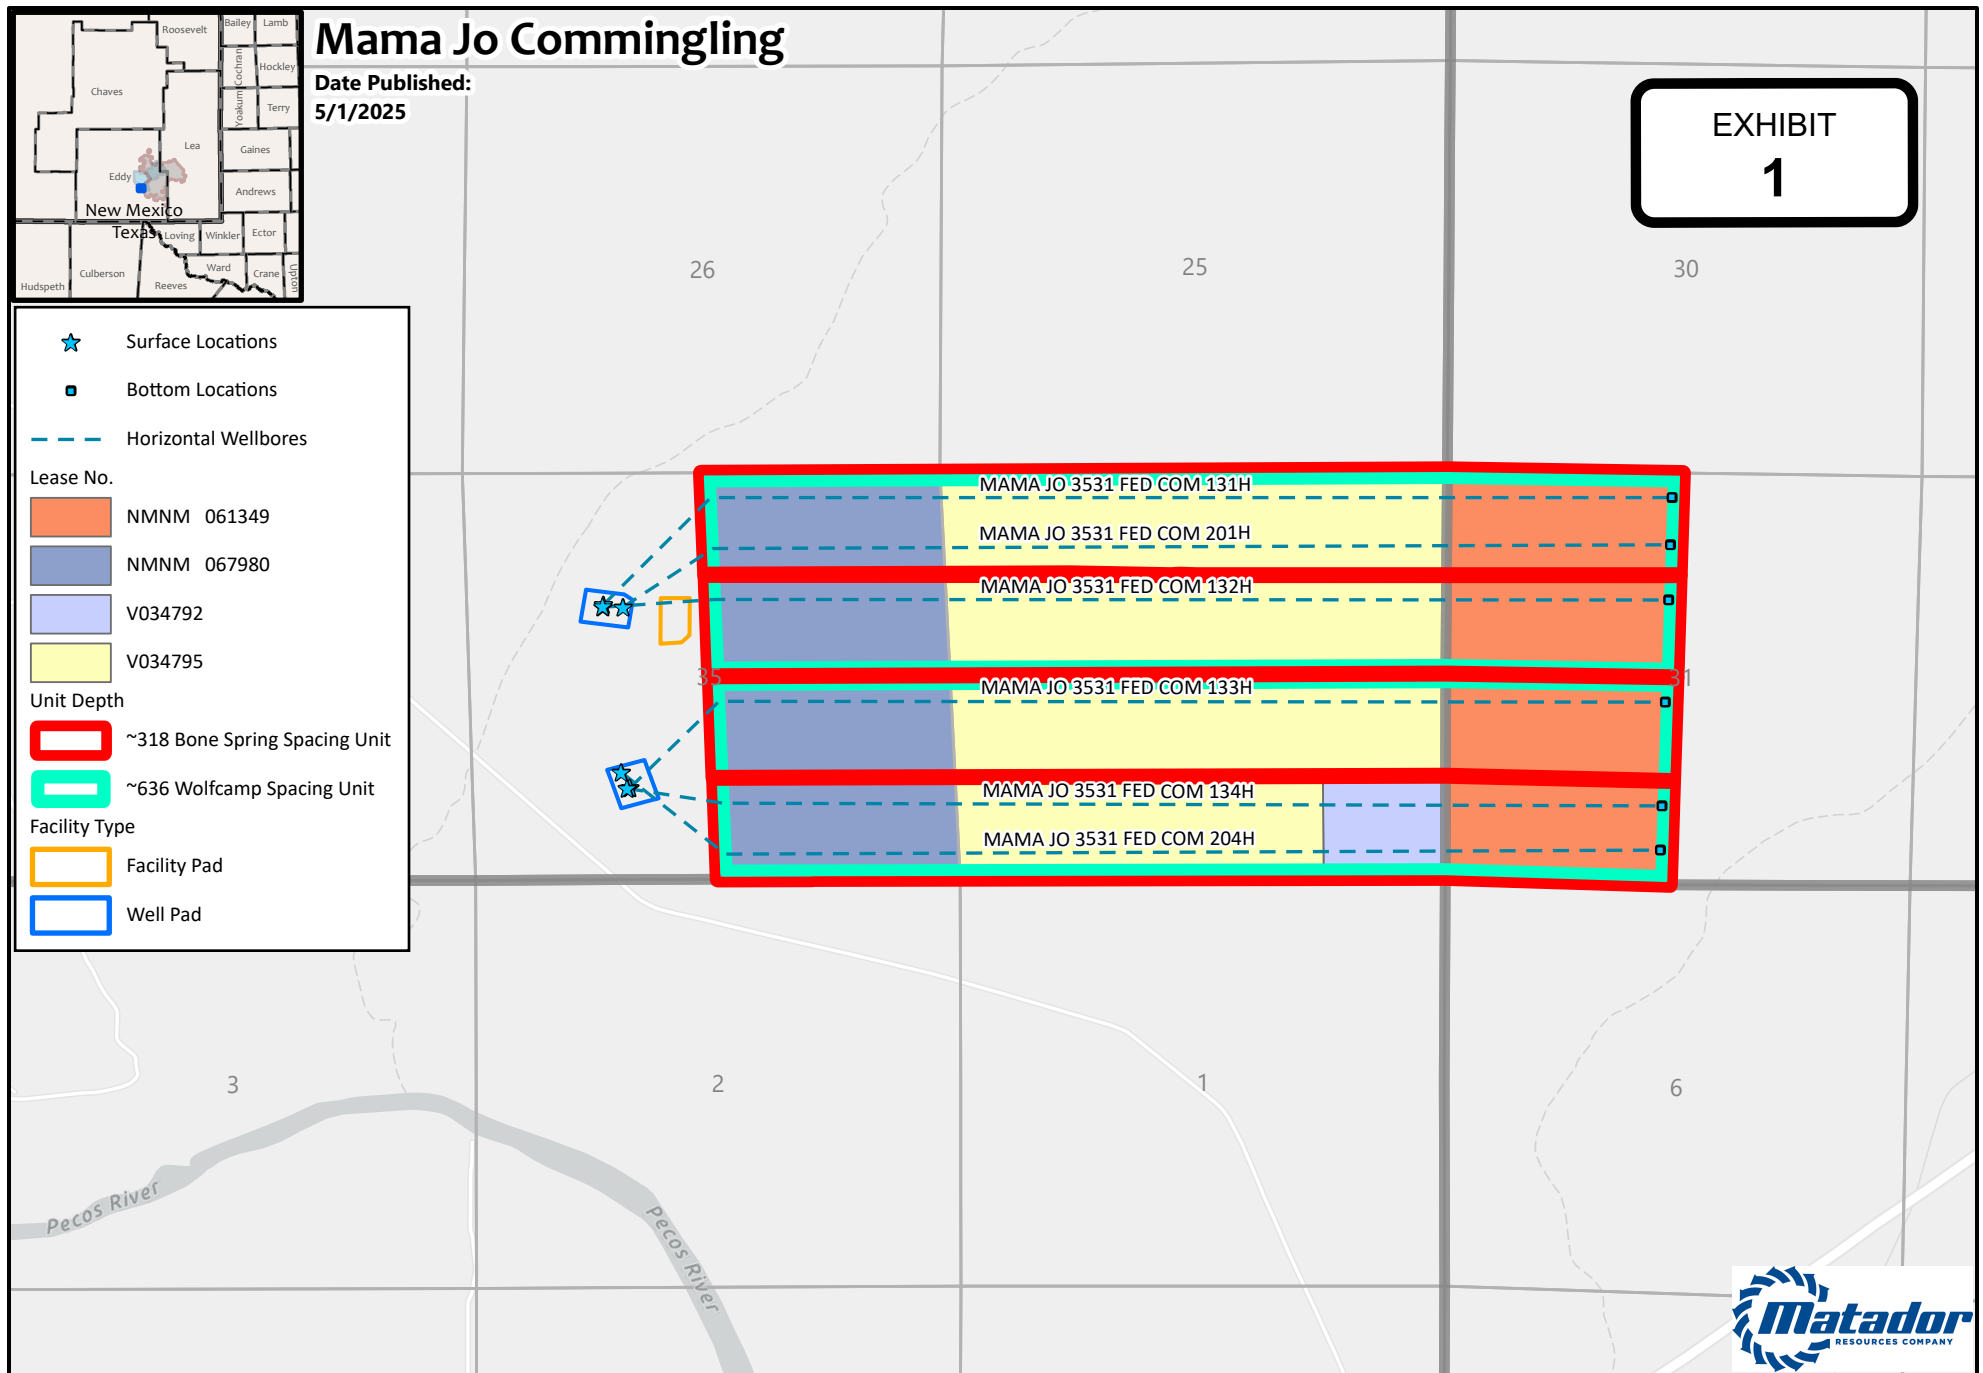 Mama Jo Commingling
Date Published:
5/1/2025
EXHIBIT
1
Roosevelt
Bailey
Lamb
Cochran
Hockley
Chaves
Yoakum
Terry
Lea
Gaines
Eddy
Andrews
New Mexico
Texas
Loving
Winkler
Ector
Culberson
Ward
Crane
Upton
Hudspeth
Reeves
Surface Locations
Bottom Locations
Horizontal Wellbores
Lease No.
NMNM 061349
NMNM 067980
V034792
V034795
Unit Depth
~318 Bone Spring Spacing Unit
~636 Wolfcamp Spacing Unit
Facility Type
Facility Pad
Well Pad
26
25
30
MAMA JO 3531 FED COM 131H
MAMA JO 3531 FED COM 201H
MAMA JO 3531 FED COM 132H
35
31
MAMA JO 3531 FED COM 133H
MAMA JO 3531 FED COM 134H
MAMA JO 3531 FED COM 204H
3
2
1
6
Pecos River
Pecos River
Matador
RESOURCES COMPANY